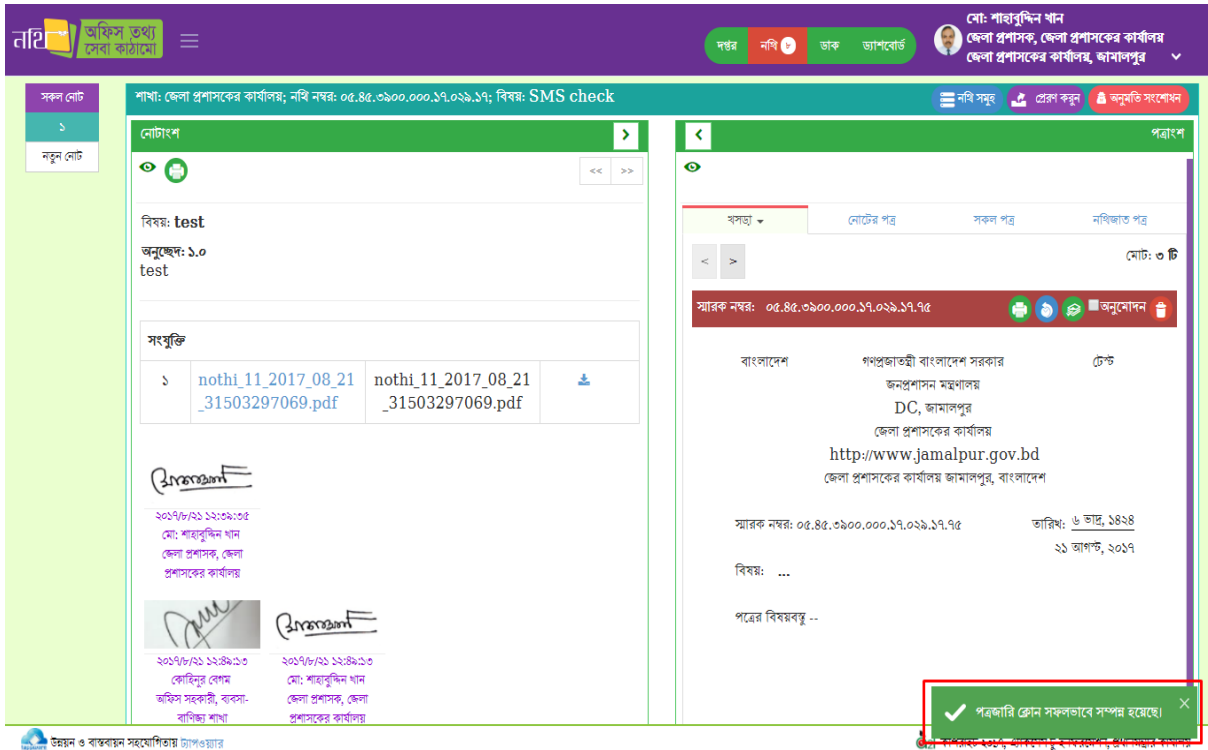 নথি অফিস তথ্য
সেবা কাঠামো
দপ্তর নথি ৮ ডাক ড্যাশবোর্ড
মো: শাহাবুদ্দিন খান
জেলা প্রশাসক, জেলা প্রশাসকের কার্যালয়
জেলা প্রশাসকের কার্যালয়, জামালপুর
সকল নোট
১
নতুন নোট
শাখা: জেলা প্রশাসকের কার্যালয়; নথি নম্বর: ০৫.৪৫.৩৯০০.০০০.১৭.০২৯.১৭; বিষয়: SMS check
নথি সমূহ প্রেরণ করুন অনুমতি সংশোধন
নোটাংশ >
<< >>
বিষয়: test
অনুচ্ছেদ: ১.০
test
সংযুক্তি
১ nothi_11_2017_08_21 nothi_11_2017_08_21
_31503297069.pdf _31503297069.pdf
২০১৭/৮/২১ ১২:৩৯:৩৫
মো: শাহাবুদ্দিন খান
জেলা প্রশাসক, জেলা
প্রশাসকের কার্যালয়
২০১৭/৮/২১ ১২:৪৯:১৩ ২০১৭/৮/২১ ১২:৪৯:১৩
কোহিনুর বেগম মো: শাহাবুদ্দিন খান
অফিস সহকারী, ব্যবসা- জেলা প্রশাসক, জেলা
বাণিজ্য শাখা প্রশাসকের কার্যালয়
< পত্রাংশ
খসড়া নোটের পত্র সকল পত্র নথিজাত পত্র
< > মোট: ৩ টি
স্মারক নম্বর: ০৫.৪৫.৩৯০০.০০০.১৭.০২৯.১৭.৭৫ অনুমোদন
বাংলাদেশ গণপ্রজাতন্ত্রী বাংলাদেশ সরকার টেস্ট
জনপ্রশাসন মন্ত্রণালয়
DC, জামালপুর
জেলা প্রশাসকের কার্যালয়
http://www.jamalpur.gov.bd
জেলা প্রশাসকের কার্যালয় জামালপুর, বাংলাদেশ
স্মারক নম্বর: ০৫.৪৫.৩৯০০.০০০.১৭.০২৯.১৭.৭৫ তারিখ: ৬ ভাদ্র, ১৪২৪
২১ আগস্ট, ২০১৭
বিষয়: ...
পত্রের বিষয়বস্তু --
পত্রজারি ক্লোন সফলভাবে সম্পন্ন হয়েছে।
উন্নয়ন ও বাস্তবায়ন সহযোগিতায় ট্যাপওয়্যার